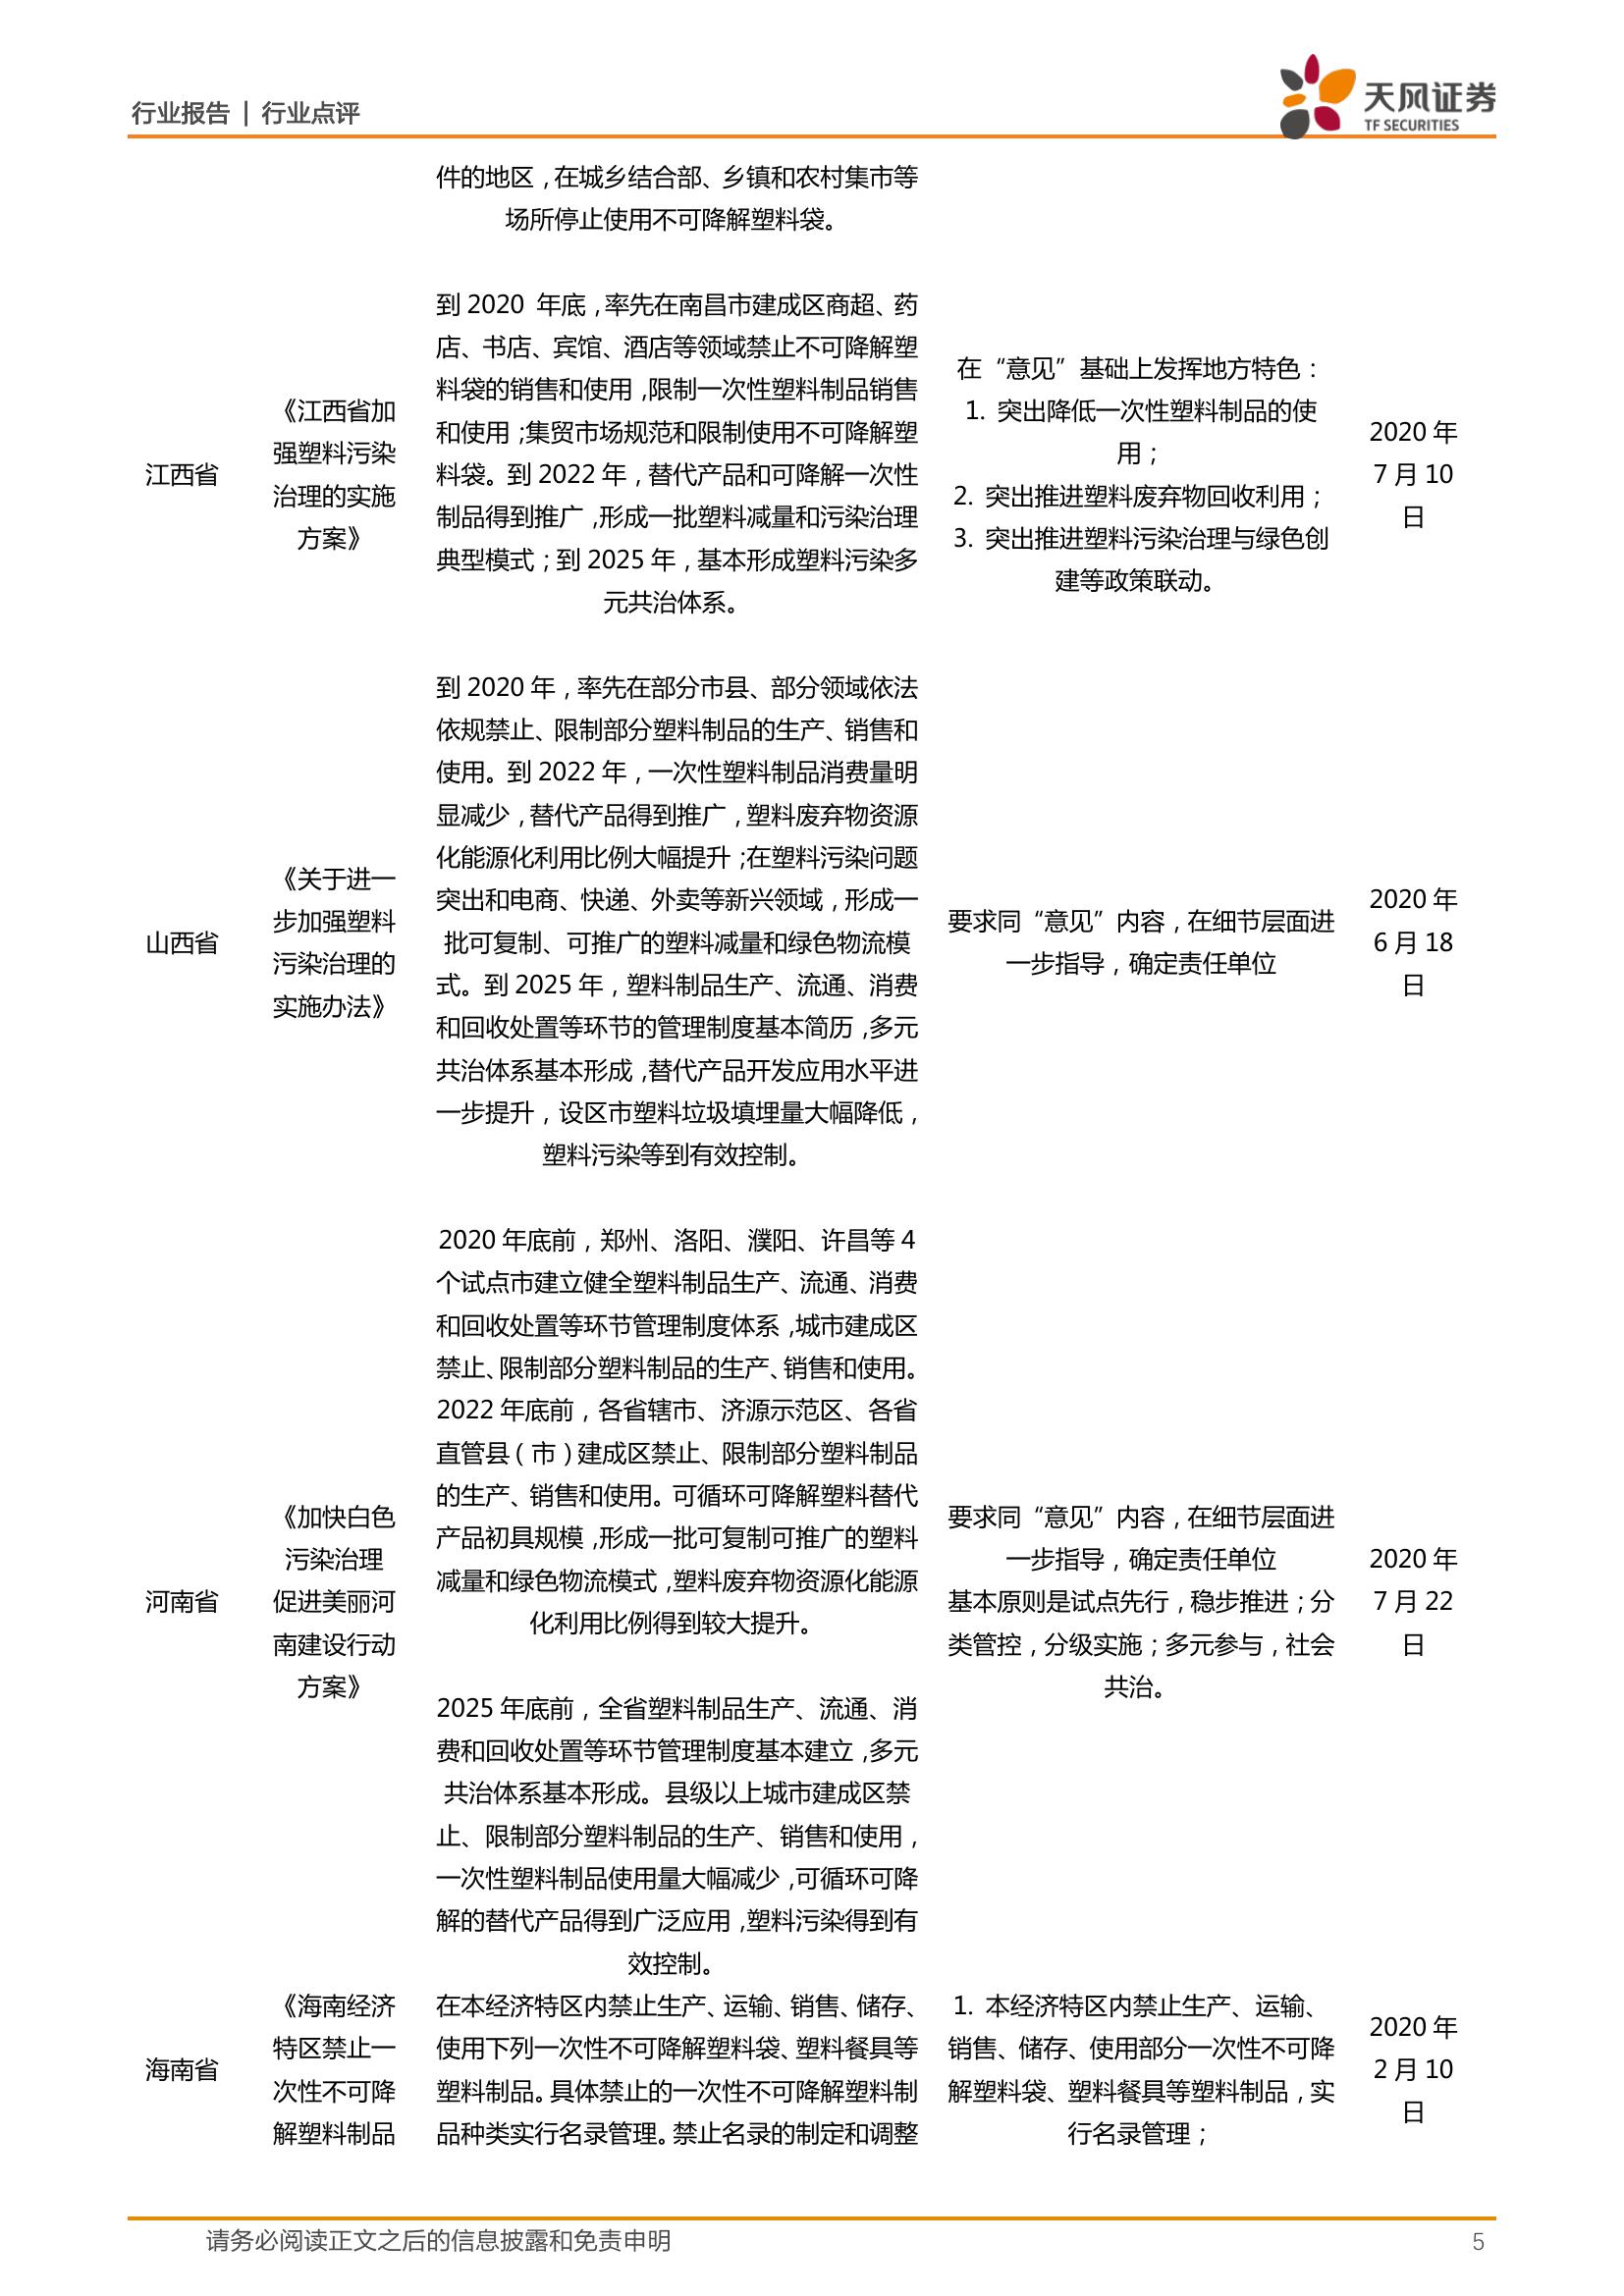 行业报告 | 行业点评
天风证券
TF SECURITIES
件的地区，在城乡结合部、乡镇和农村集市等
场所停止使用不可降解塑料袋。
江西省
《江西省加
强塑料污染
治理的实施
方案》
到 2020 年底，率先在南昌市建成区商超、药
店、书店、宾馆、酒店等领域禁止不可降解塑
料袋的销售和使用，限制一次性塑料制品销售
和使用；集贸市场规范和限制使用不可降解塑
料袋。到 2022 年，替代产品和可降解一次性
制品得到推广，形成一批塑料减量和污染治理
典型模式；到 2025 年，基本形成塑料污染多
元共治体系。
在“意见”基础上发挥地方特色：
1. 突出降低一次性塑料制品的使
用；
2. 突出推进塑料废弃物回收利用；
3. 突出推进塑料污染治理与绿色创
建等政策联动。
2020 年
7 月 10
日
山西省
《关于进一
步加强塑料
污染治理的
实施办法》
到 2020 年，率先在部分市县、部分领域依法
依规禁止、限制部分塑料制品的生产、销售和
使用。到 2022 年，一次性塑料制品消费量明
显减少，替代产品得到推广，塑料废弃物资源
化能源化利用比例大幅提升；在塑料污染问题
突出和电商、快递、外卖等新兴领域，形成一
批可复制、可推广的塑料减量和绿色物流模
式。到 2025 年，塑料制品生产、流通、消费
和回收处置等环节的管理制度基本简历，多元
共治体系基本形成，替代产品开发应用水平进
一步提升，设区市塑料垃圾填埋量大幅降低，
塑料污染等到有效控制。
要求同“意见”内容，在细节层面进
一步指导，确定责任单位
2020 年
6 月 18
日
河南省
《加快白色
污染治理
促进美丽河
南建设行动
方案》
2020 年底前，郑州、洛阳、濮阳、许昌等 4
个试点市建立健全塑料制品生产、流通、消费
和回收处置等环节管理制度体系，城市建成区
禁止、限制部分塑料制品的生产、销售和使用。
2022 年底前，各省辖市、济源示范区、各省
直管县（市）建成区禁止、限制部分塑料制品
的生产、销售和使用。可循环可降解塑料替代
产品初具规模，形成一批可复制可推广的塑料
减量和绿色物流模式，塑料废弃物资源化能源
化利用比例得到较大提升。
2025 年底前，全省塑料制品生产、流通、消
费和回收处置等环节管理制度基本建立，多元
共治体系基本形成。县级以上城市建成区禁
止、限制部分塑料制品的生产、销售和使用，
一次性塑料制品使用量大幅减少，可循环可降
解的替代产品得到广泛应用，塑料污染得到有
效控制。
要求同“意见”内容，在细节层面进
一步指导，确定责任单位
基本原则是试点先行，稳步推进；分
类管控，分级实施；多元参与，社会
共治。
2020 年
7 月 22
日
海南省
《海南经济
特区禁止一
次性不可降
解塑料制品
在本经济特区内禁止生产、运输、销售、储存、
使用下列一次性不可降解塑料袋、塑料餐具等
塑料制品。具体禁止的一次性不可降解塑料制
品种类实行名录管理。禁止名录的制定和调整
1. 本经济特区内禁止生产、运输、
销售、储存、使用部分一次性不可降
解塑料袋、塑料餐具等塑料制品，实
行名录管理；
2020 年
2 月 10
日
请务必阅读正文之后的信息披露和免责申明
5